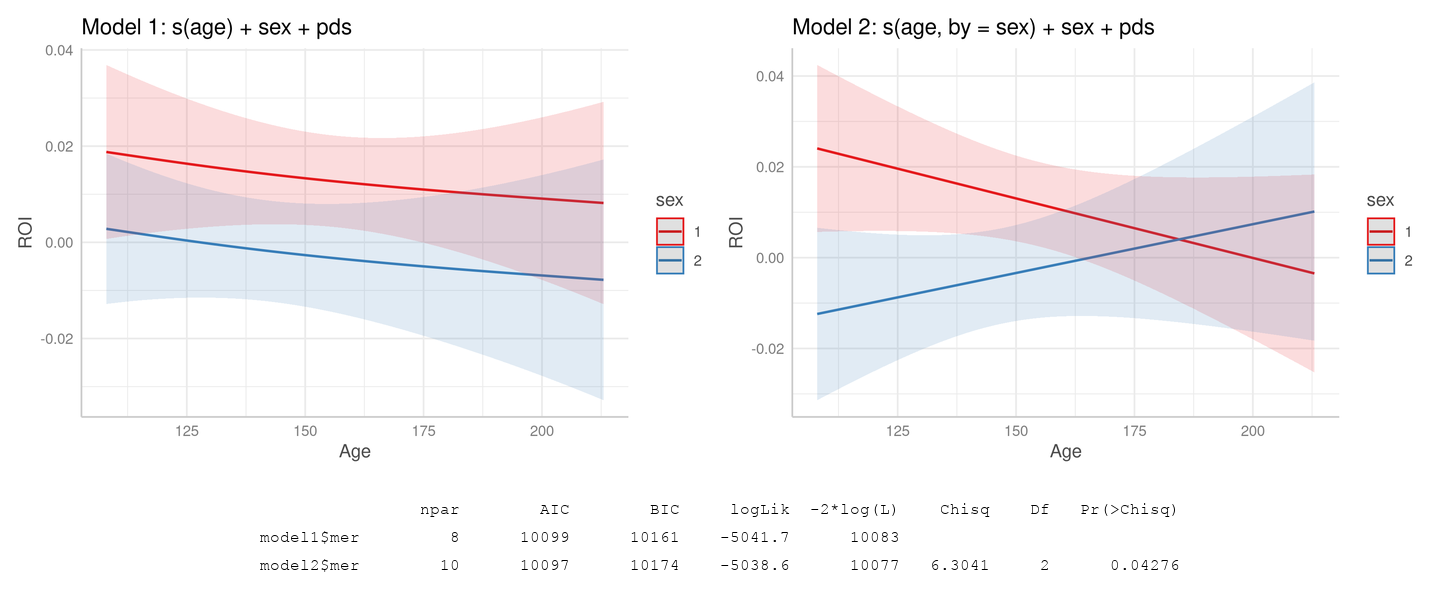 Model 1: s(age) + sex + pds
0.04
0.02
0.00
-0.02
ROI
125 150 175 200
Age
sex
1
2
Model 2: s(age, by = sex) + sex + pds
0.04
0.02
0.00
-0.02
ROI
125 150 175 200
Age
sex
1
2
npar AIC BIC logLik -2*log(L) Chisq Df Pr(>Chisq)
model1$mer 8 10099 10161 -5041.7 10083
model2$mer 10 10097 10174 -5038.6 10077 6.3041 2 0.04276